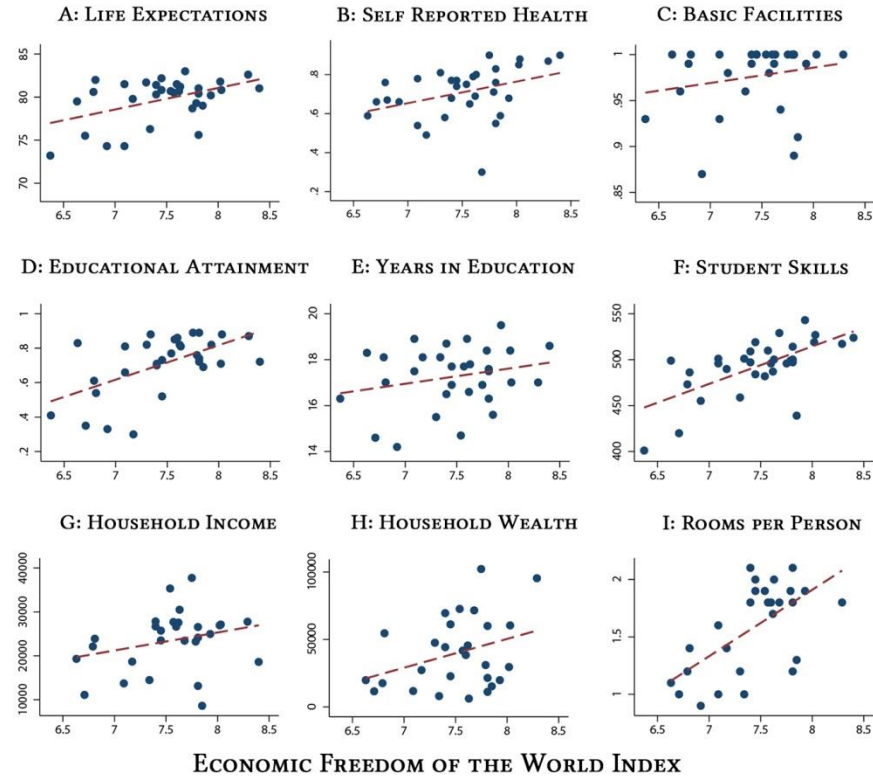 A: Life Expectations
B: Self Reported Health
C: Basic Facilities
85
80
75
70
6.5 7 7.5 8 8.5
.8
.6
.4
.2
6.5 7 7.5 8 8.5
1
.95
.9
.85
6.5 7 7.5 8 8.5
D: Educational Attainment
E: Years in Education
F: Student Skills
1
.8
.6
.4
.2
6.5 7 7.5 8 8.5
20
18
16
14
6.5 7 7.5 8 8.5
550
500
450
400
6.5 7 7.5 8 8.5
G: Household Income
H: Household Wealth
I: Rooms per Person
40000
30000
20000
10000
6.5 7 7.5 8 8.5
100000
50000
0
6.5 7 7.5 8 8.5
2
1.5
1
6.5 7 7.5 8 8.5
Economic Freedom of the World Index